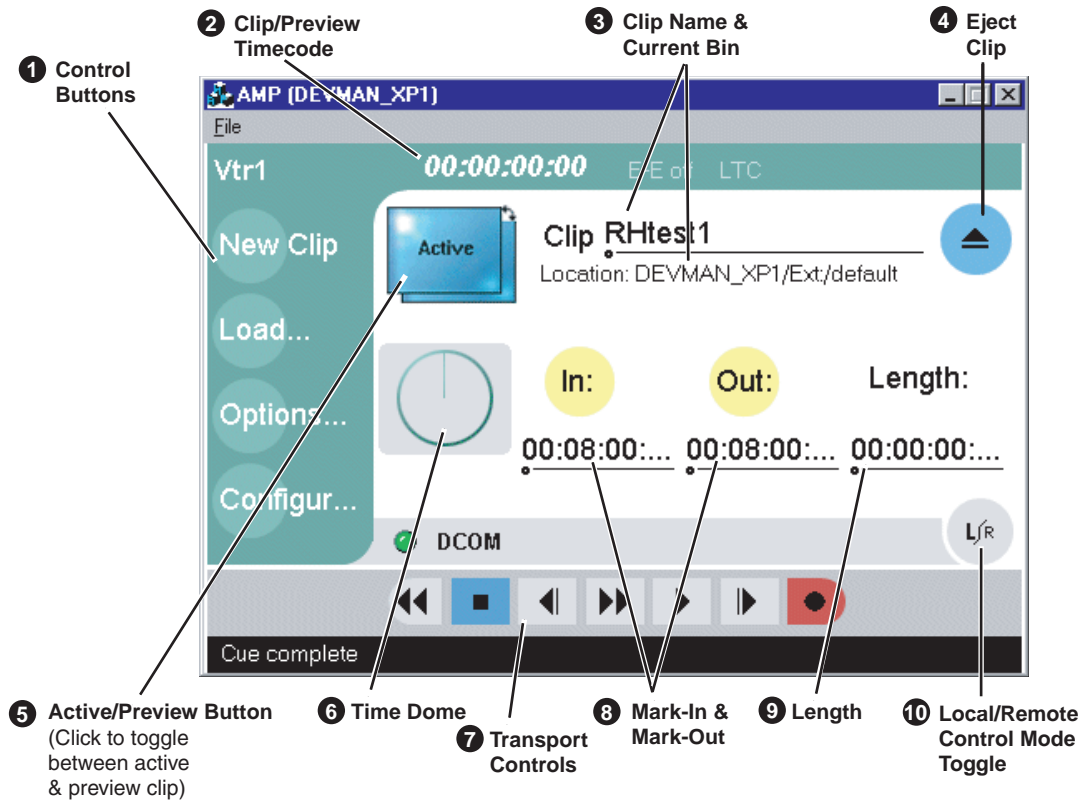 2 Clip/Preview
Timecode
3 Clip Name &
Current Bin
4 Eject
Clip
1 Control
Buttons
AMP (DEVMAN_XP1)
File
Vtr1
00:00:00:00
E-E off
LTC
New Clip
Active
Clip RHtest1
Location: DEVMAN_XP1/Ext:/default
Load...
In:
Out:
Length:
Options...
00:08:00:...
00:08:00:...
00:00:00:...
Configur...
DCOM
L/R
Cue complete
5 Active/Preview Button
(Click to toggle
between active
& preview clip)
6 Time Dome
7 Transport
Controls
8 Mark-In &
Mark-Out
9 Length
10 Local/Remote
Control Mode
Toggle